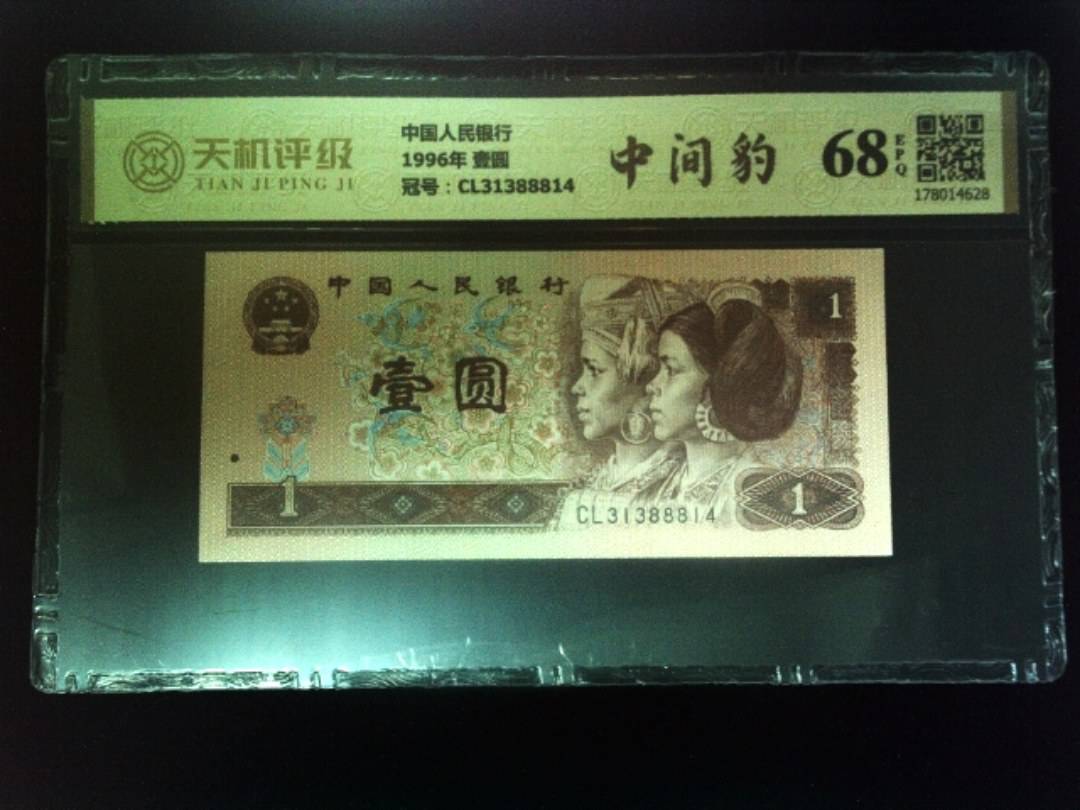 天机评级
TIAN JI PING JI
中国人民银行
1996年 壹圆
冠号：CL31388814
中间豹
68
EPQ
178014628
中国人民银行
1
壹圆
1
CL31388814
1